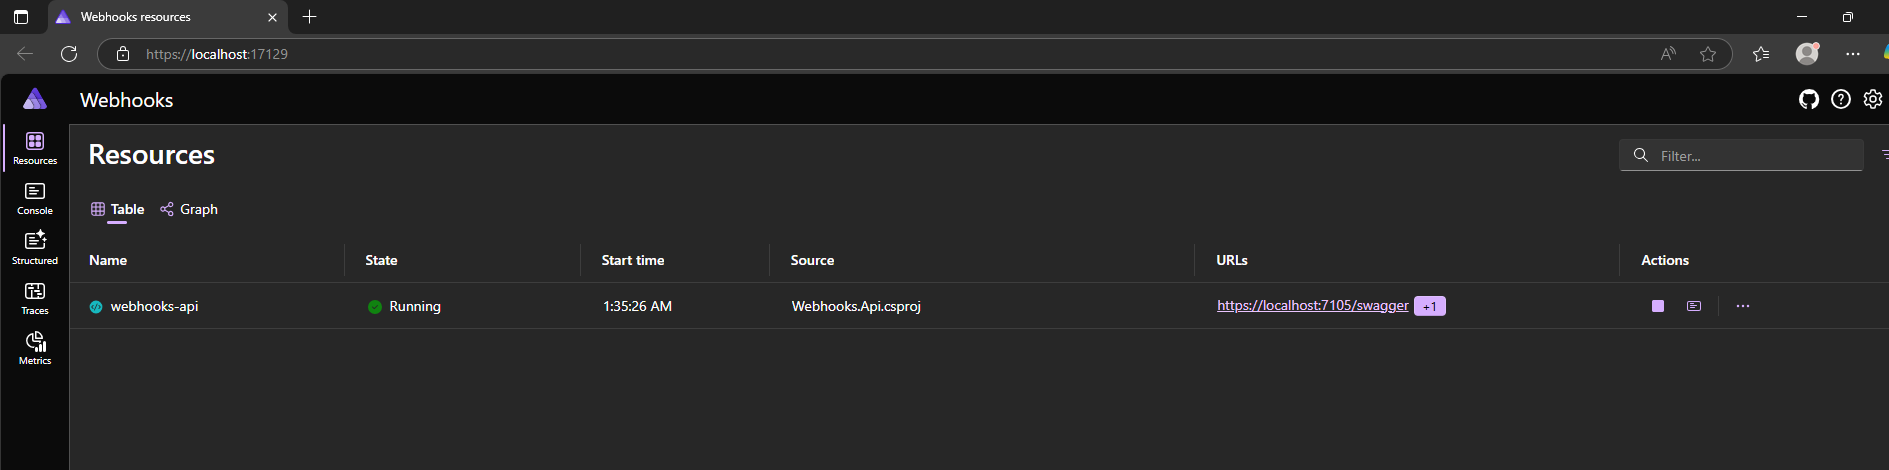 Webhooks resources
https://localhost:17129
Webhooks
Resources
Console
Structured
Traces
Metrics
Resources
Filter...
Table Graph
Name State Start time Source URLs Actions
webhooks-api Running 1:35:26 AM Webhooks.Api.csproj https://localhost:7105/swagger +1